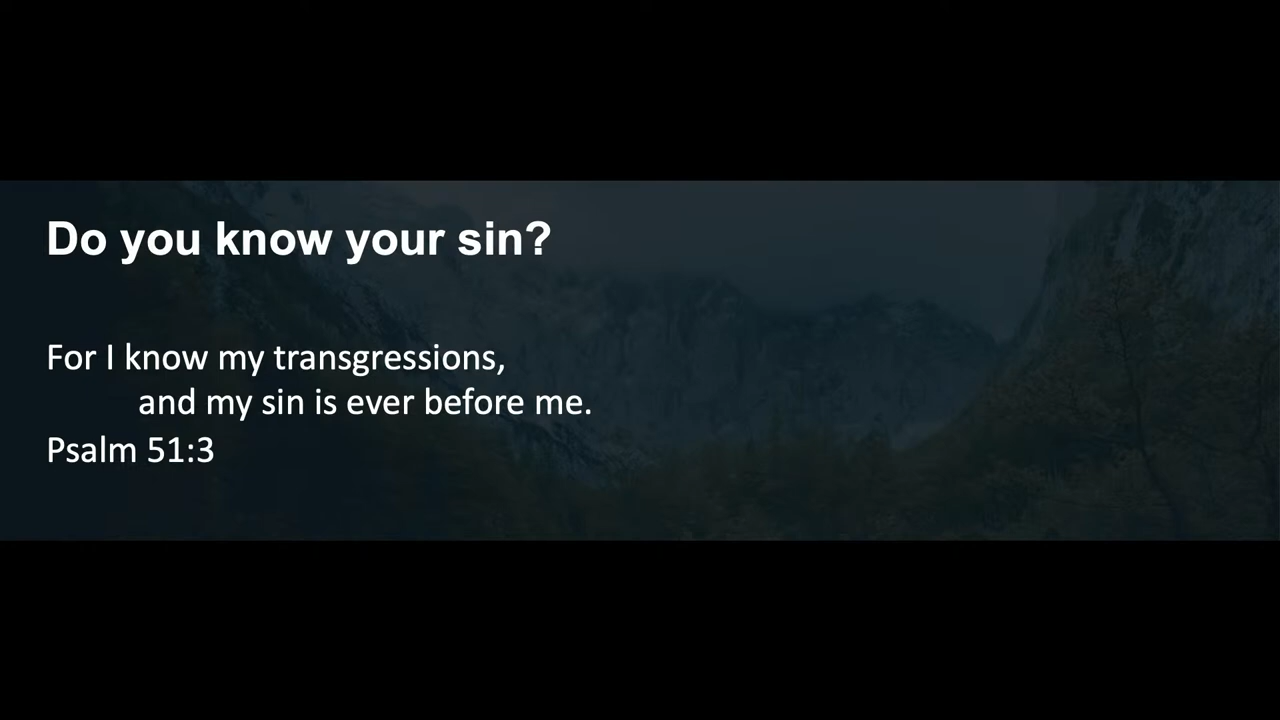 Do you know your sin?
For I know my transgressions,
and my sin is ever before me.
Psalm 51:3